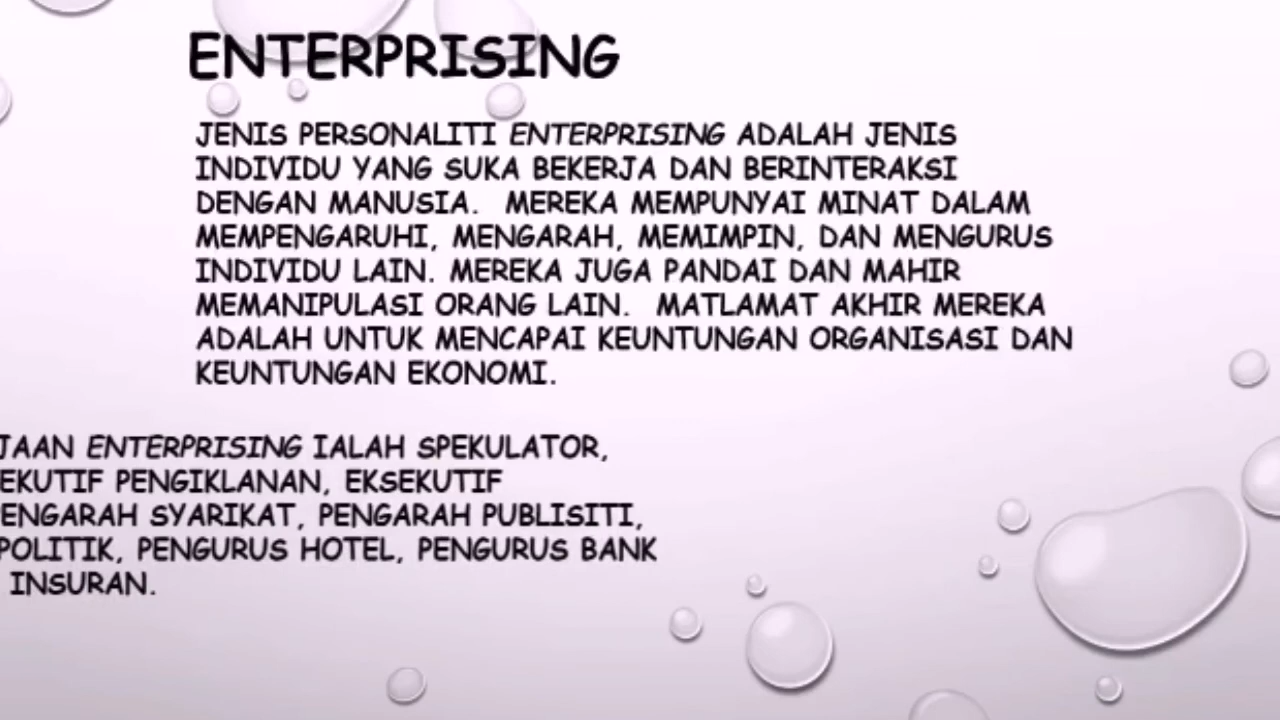 ENTERPRISING
JENIS PERSONALITI ENTERPRISING ADALAH JENIS
INDIVIDU YANG SUKA BEKERJA DAN BERINTERAKSI
DENGAN MANUSIA. MEREKA MEMPUNYAI MINAT DALAM
MEMPENGARUHI, MENGARAH, MEMIMPIN, DAN MENGURUS
INDIVIDU LAIN. MEREKA JUGA PANDAI DAN MAHIR
MEMANIPULASI ORANG LAIN. MATLAMAT AKHIR MEREKA
ADALAH UNTUK MENCAPAI KEUNTUNGAN ORGANISASI DAN
KEUNTUNGAN EKONOMI.
JAAN ENTERPRISING IALAH SPEKULATOR,
EKUTIF PENGIKLANAN, EKSEKUTIF
ENGARAH SYARIKAT, PENGARAH PUBLISITI,
POLITIK, PENGURUS HOTEL, PENGURUS BANK
INSURAN.